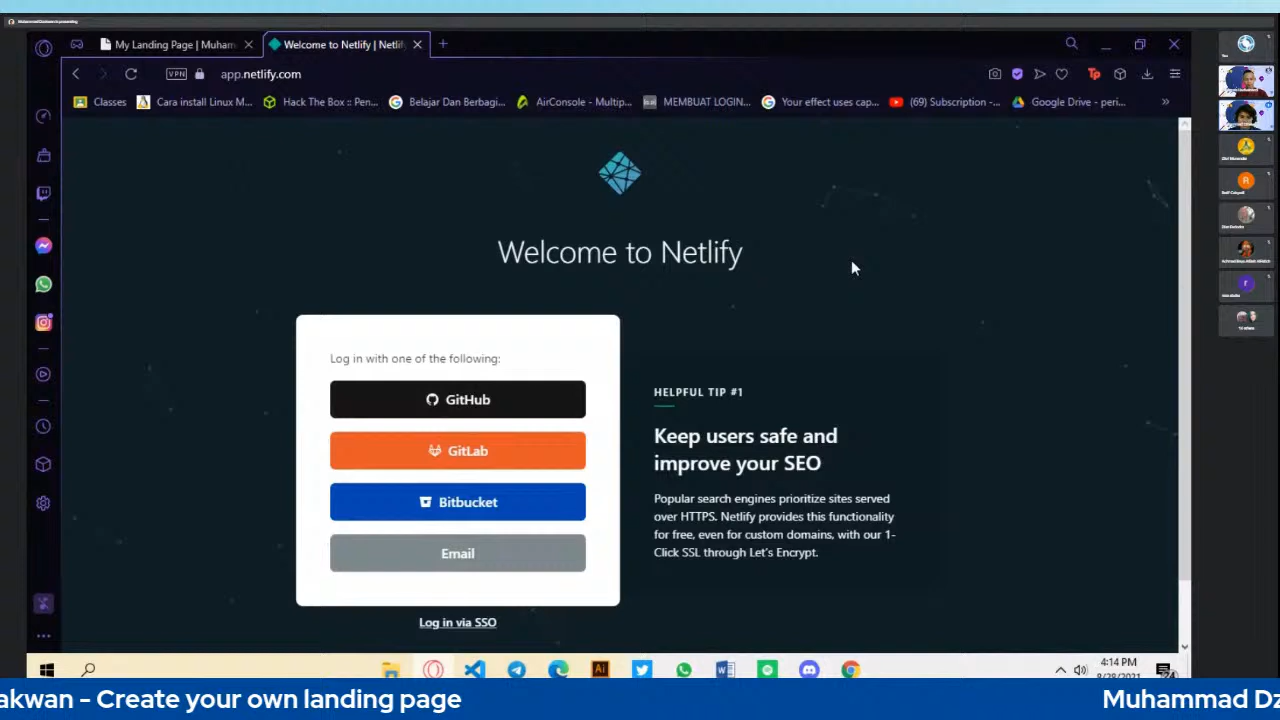 My Landing Page | Muham
Welcome to Netlify | Netlif
VPN
app.netlify.com
Classes
Cara install Linux M...
Hack The Box :: Pen...
Belajar Dan Berbagi...
AirConsole - Multip...
MEMBUAT LOGIN...
Your effect uses cap...
(69) Subscription -...
Google Drive - peri...
»
Welcome to Netlify
Log in with one of the following:
GitHub
GitLab
Bitbucket
Email
Log in via SSO
HELPFUL TIP #1
Keep users safe and
improve your SEO
Popular search engines prioritize sites served
over HTTPS. Netlify provides this functionality
for free, even for custom domains, with our 1-
Click SSL through Let's Encrypt.
4:14 PM
8/28/2021
akwan - Create your own landing page
Muhammad Dz